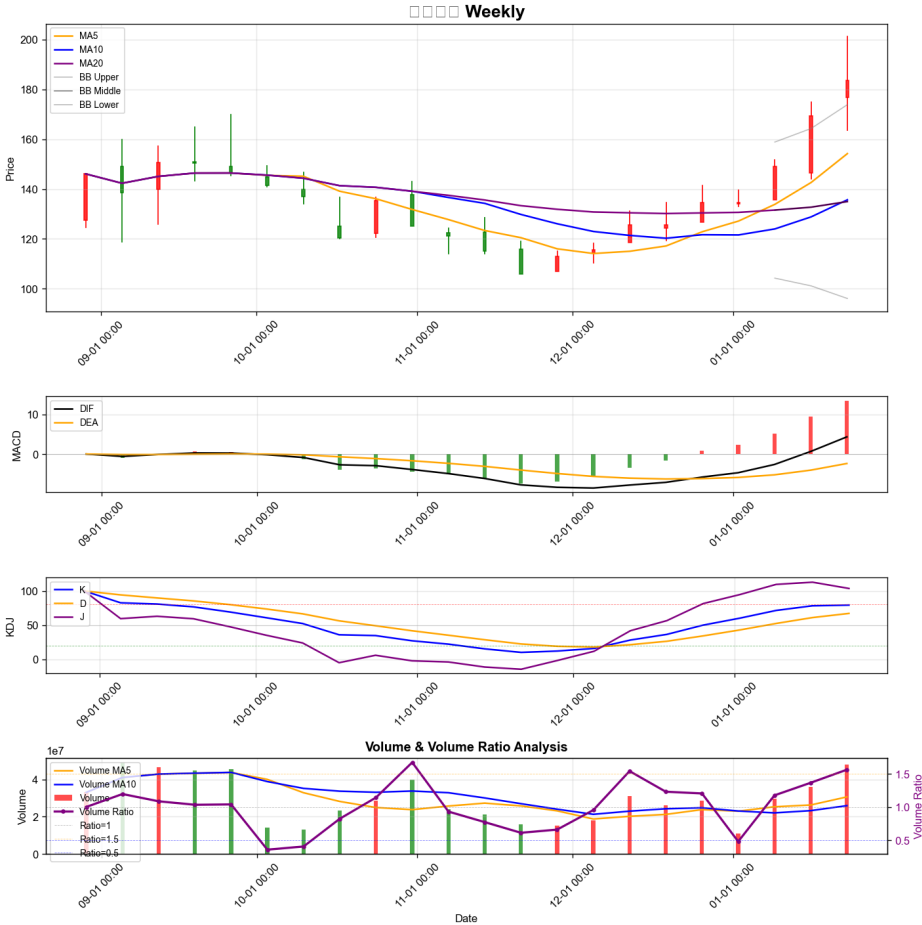 Weekly
MA5
MA10
MA20
BB Upper
BB Middle
BB Lower
Price
200
180
160
140
120
100
09-01 00:00
10-01 00:00
11-01 00:00
12-01 00:00
01-01 00:00
DIF
DEA
MACD
10
0
09-01 00:00
10-01 00:00
11-01 00:00
12-01 00:00
01-01 00:00
K
D
J
KDJ
100
50
0
09-01 00:00
10-01 00:00
11-01 00:00
12-01 00:00
01-01 00:00
Volume & Volume Ratio Analysis
1e7
Volume MA5
Volume MA10
Volume
Volume Ratio
Ratio=1
Ratio=1.5
Ratio=0.5
Volume
4
2
0
1.5
1.0
0.5
Volume Ratio
09-01 00:00
10-01 00:00
11-01 00:00
12-01 00:00
01-01 00:00
Date